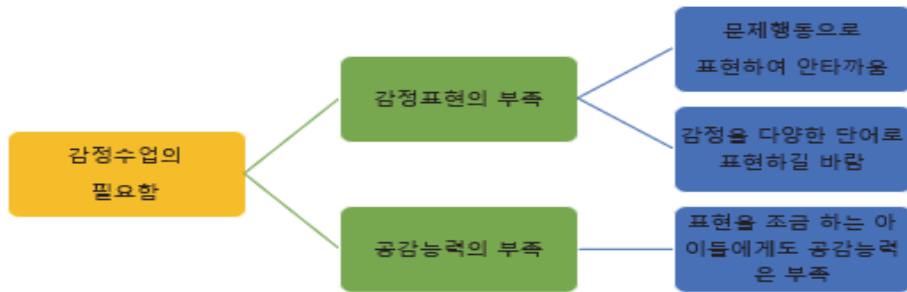 감정수업의
필요함
감정표현의 부족
공감능력의 부족
문제행동으로
표현하여 안타까움
감정을 다양한 단어로
표현하길 바람
표현을 조금 하는 아
이들에게도 공감능력
은 부족